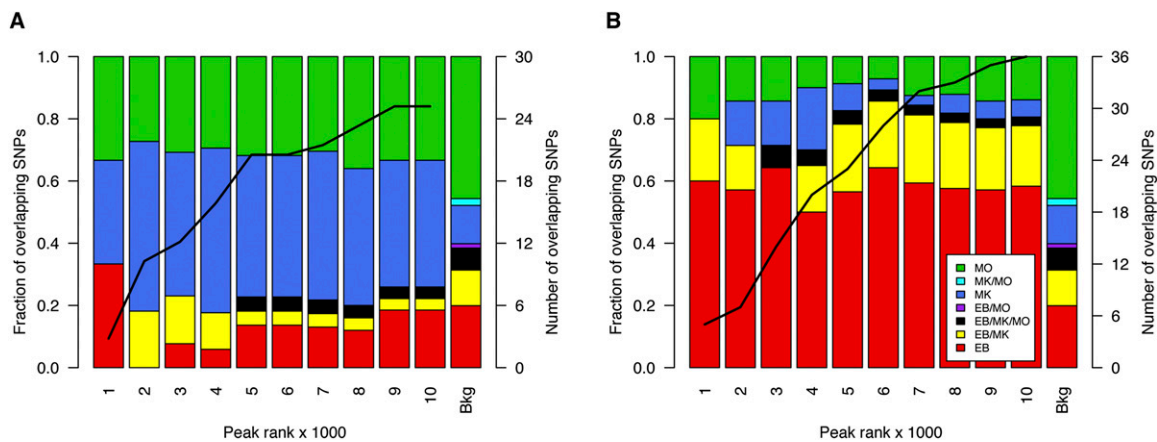 A
1.0
0.8
0.6
0.4
0.2
0.0
Fraction of overlapping SNPs
30
24
18
12
6
0
Number of overlapping SNPs
1
2
3
4
5
6
7
8
9
10
Bkg
Peak rank x 1000
B
1.0
0.8
0.6
0.4
0.2
0.0
Fraction of overlapping SNPs
36
30
24
18
12
6
0
Number of overlapping SNPs
MO
MK/MO
MK
EB/MO
EB/MK/MO
EB/MK
EB
1
2
3
4
5
6
7
8
9
10
Bkg
Peak rank x 1000